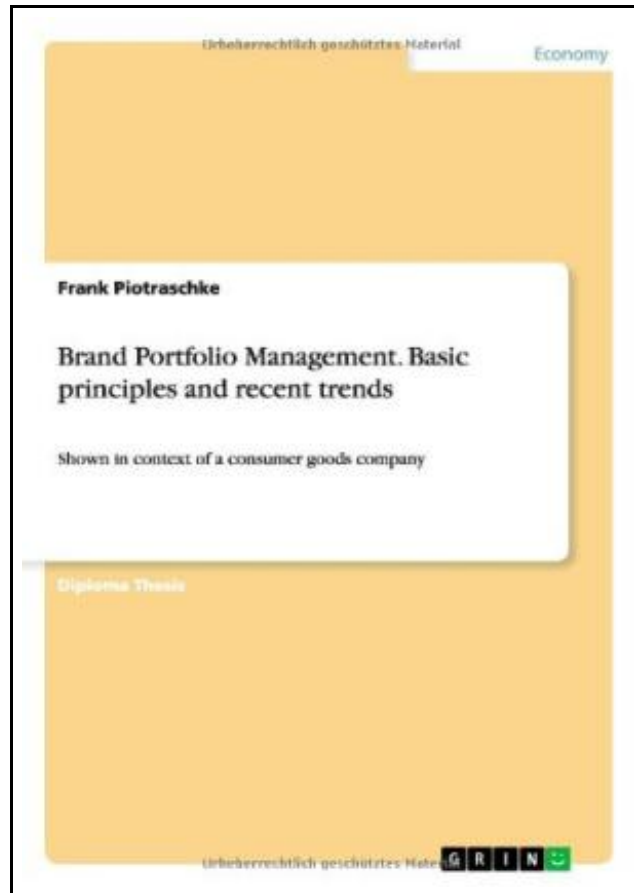 Urheberrechtlich geschütztes Material
Economy
Frank Piotraschke
Brand Portfolio Management. Basic
principles and recent trends
Shown in context of a consumer goods company
Diploma Thesis
Urheberrechtlich geschütztes Mate
GRIN